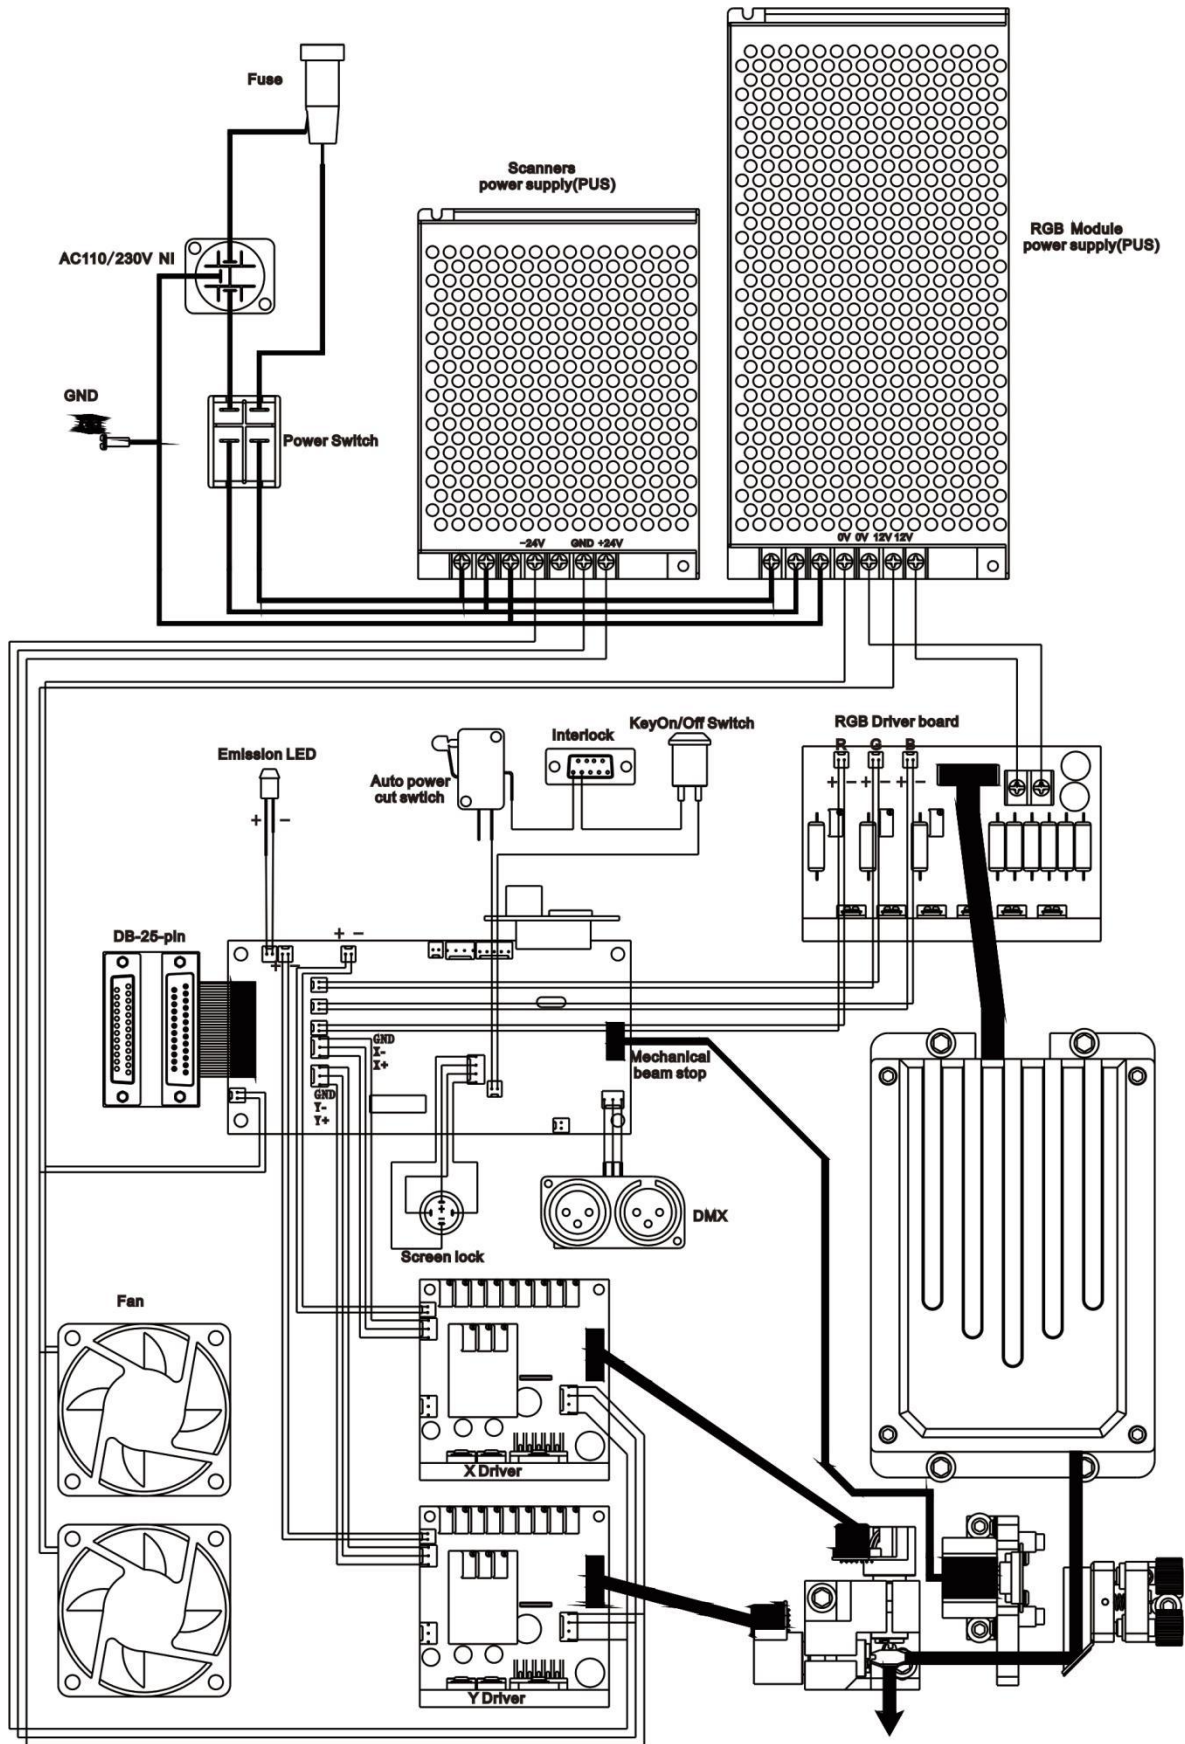 Fuse
Scanners
power supply(PUS)
RGB Module
power supply(PUS)
AC110/230V NI
GND
Power Switch
-24V GND +24V
0V 0V 12V 12V
Emission LED
+ -
Auto power
cut swtich
Interlock
KeyOn/Off Switch
RGB Driver board
R G B
+ - + - + -
DB-25-pin
+ -
+ -
GND
X-
X+
GND
Y-
Y+
Mechanical
beam stop
+
-
Screen lock
DMX
Fan
X Driver
Y Driver